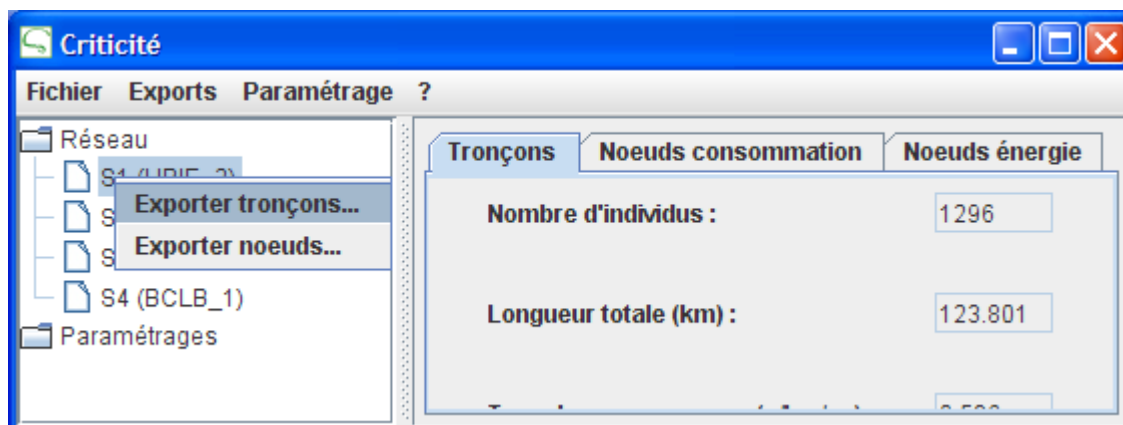 Criticité
Fichier Exports Paramétrage ?
Réseau
S1
S
S
S4 (BCLB_1)
Paramétrages
Exporter tronçons...
Exporter noeuds...
Tronçons Noeuds consommation Noeuds énergie
Nombre d'individus : 1296
Longueur totale (km) : 123.801